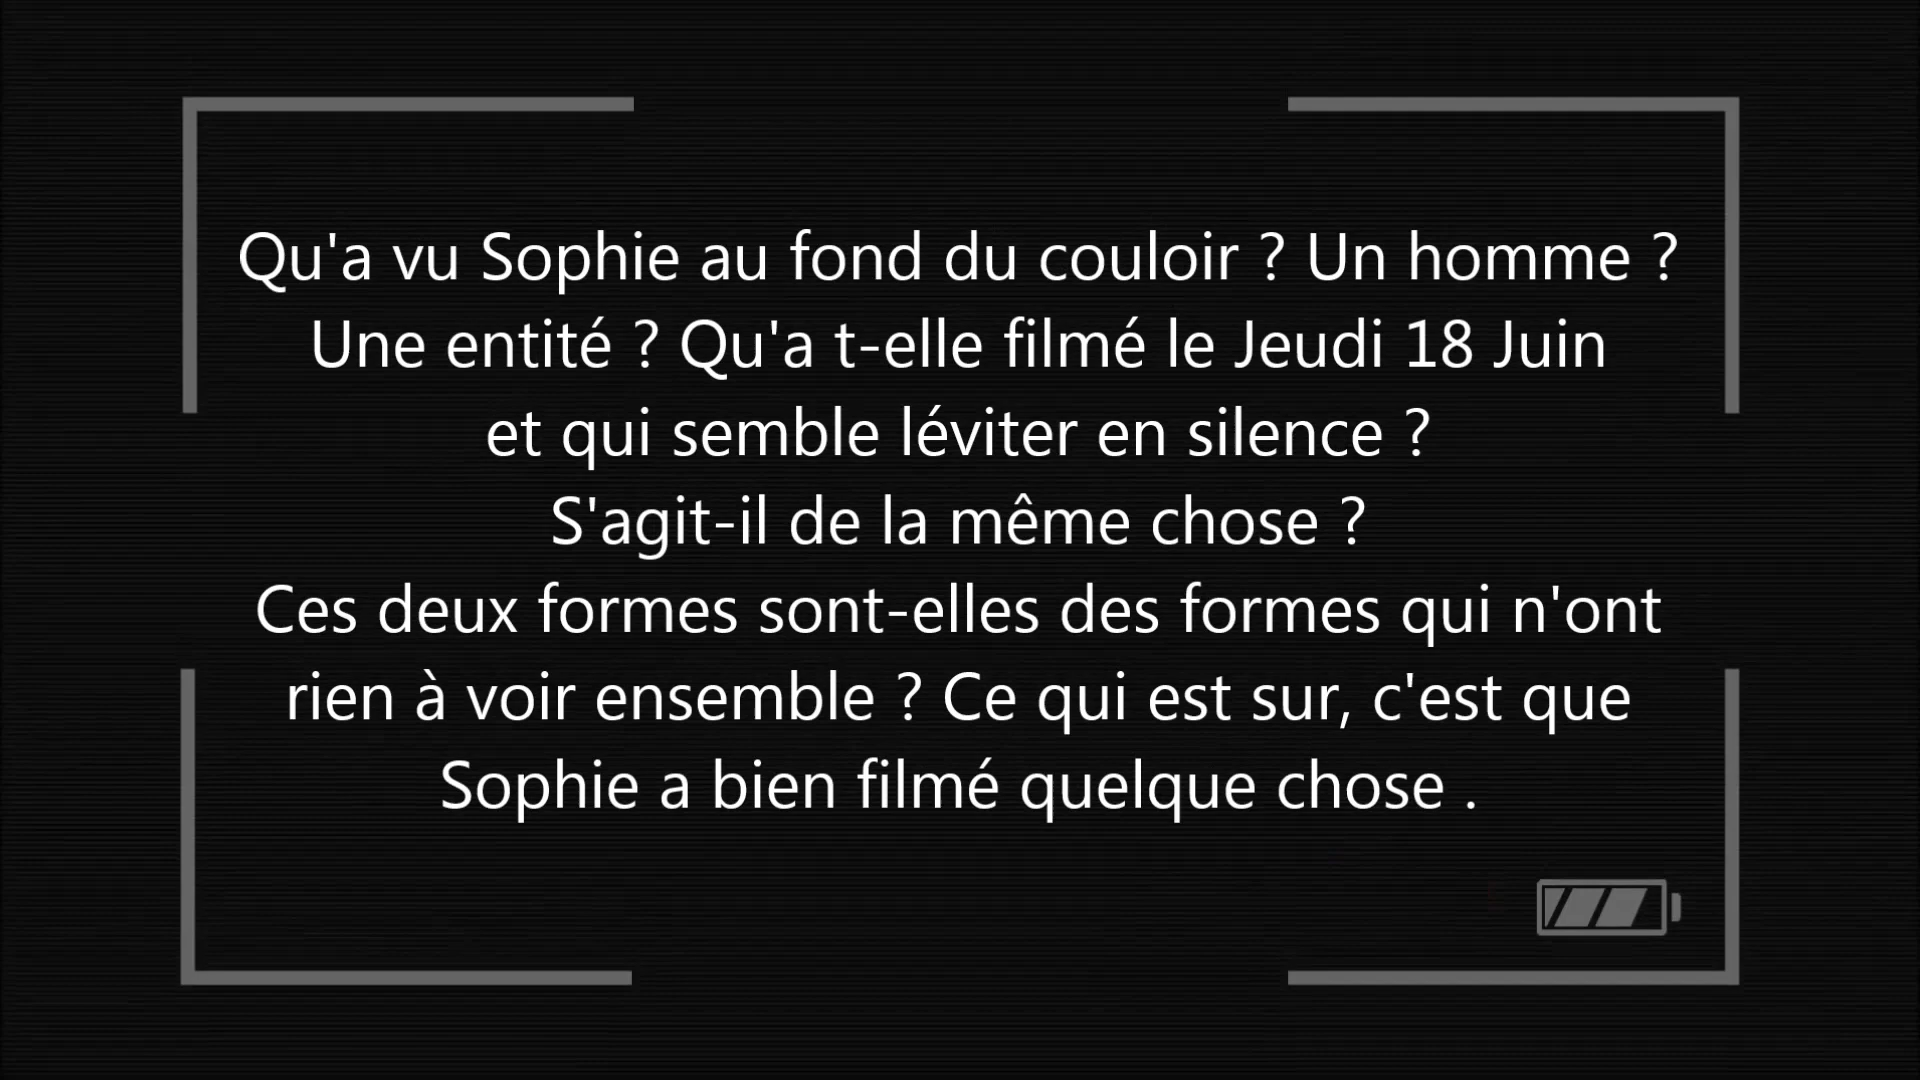 Qu'a vu Sophie au fond du couloir ? Un homme ?
Une entité ? Qu'a t-elle filmé le Jeudi 18 Juin
et qui semble léviter en silence ?
S'agit-il de la même chose ?
Ces deux formes sont-elles des formes qui n'ont
rien à voir ensemble ? Ce qui est sur, c'est que
Sophie a bien filmé quelque chose .